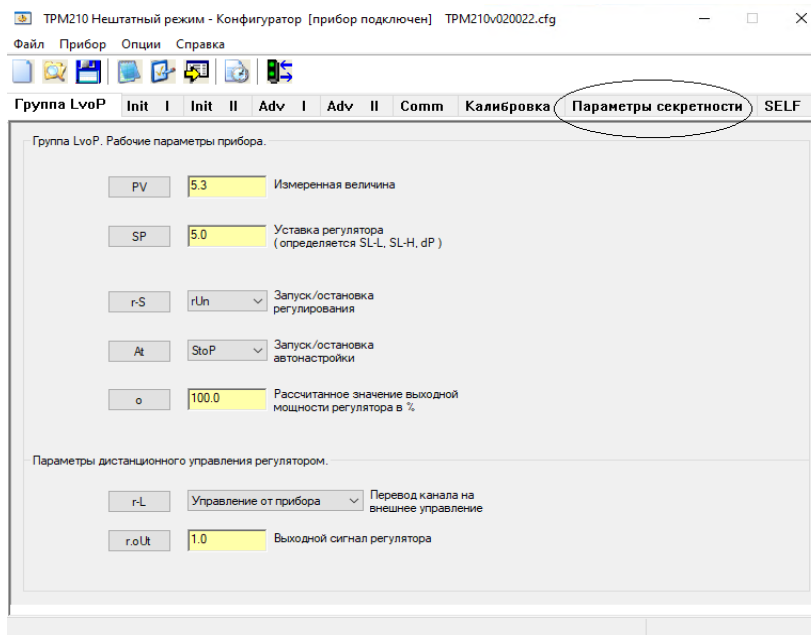 ТРМ210 Нештатный режим - Конфигуратор [прибор подключен] TPM210v020022.cfg
Файл Прибор Опции Справка
Группа LvoP Init I Init II Adv I Adv II Comm Калибровка Параметры секретности SELF
Группа LvoP. Рабочие параметры прибора.
PV 5.3 Измеренная величина
SP 5.0 Уставка регулятора
( определяется SL-L, SL-H, dP )
r-S rUn Запуск/остановка
регулирования
At StoP Запуск/остановка
автонастройки
o 100.0 Рассчитанное значение выходной
мощности регулятора в %
Параметры дистанционного управления регулятором.
r-L Управление от прибора Перевод канала на
внешнее управление
r.oUt 1.0 Выходной сигнал регулятора